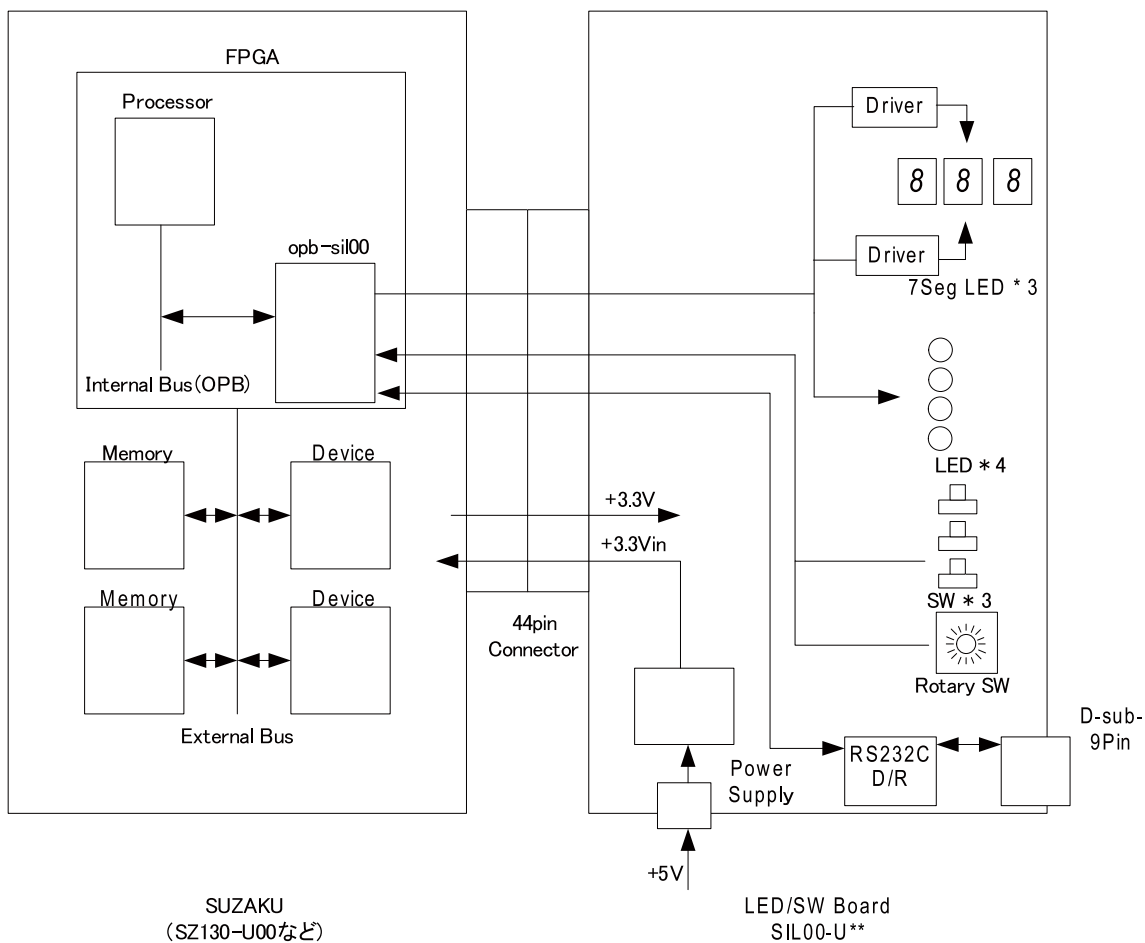 FPGA
Processor
opb-sil00
Internal Bus(OPB)
Memory
Device
Memory
Device
External Bus
+3.3V
+3.3Vin
44pin
Connector
Driver
8 8 8
Driver
7Seg LED * 3
LED * 4
SW * 3
Rotary SW
D-sub-
9Pin
RS232C
D/R
Power
Supply
+5V
SUZAKU
(SZ130-U00など)
LED/SW Board
SIL00-U**